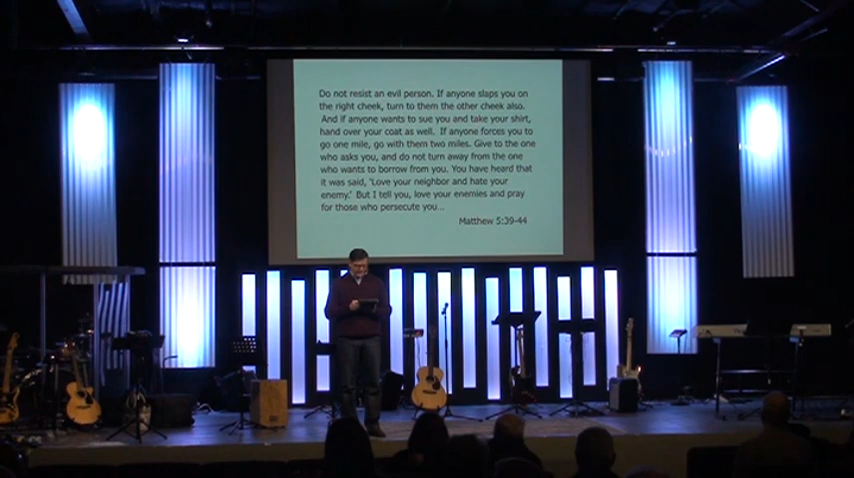 Do not resist an evil person. If anyone slaps you on
the right cheek, turn to them the other cheek also.
And if anyone wants to sue you and take your shirt,
hand over your coat as well. If anyone forces you to
go one mile, go with them two miles. Give to the one
who asks you, and do not turn away from the one
who wants to borrow from you. You have heard that
it was said, 'Love your neighbor and hate your
enemy.' But I tell you, love your enemies and pray
for those who persecute you...
Matthew 5:39-44